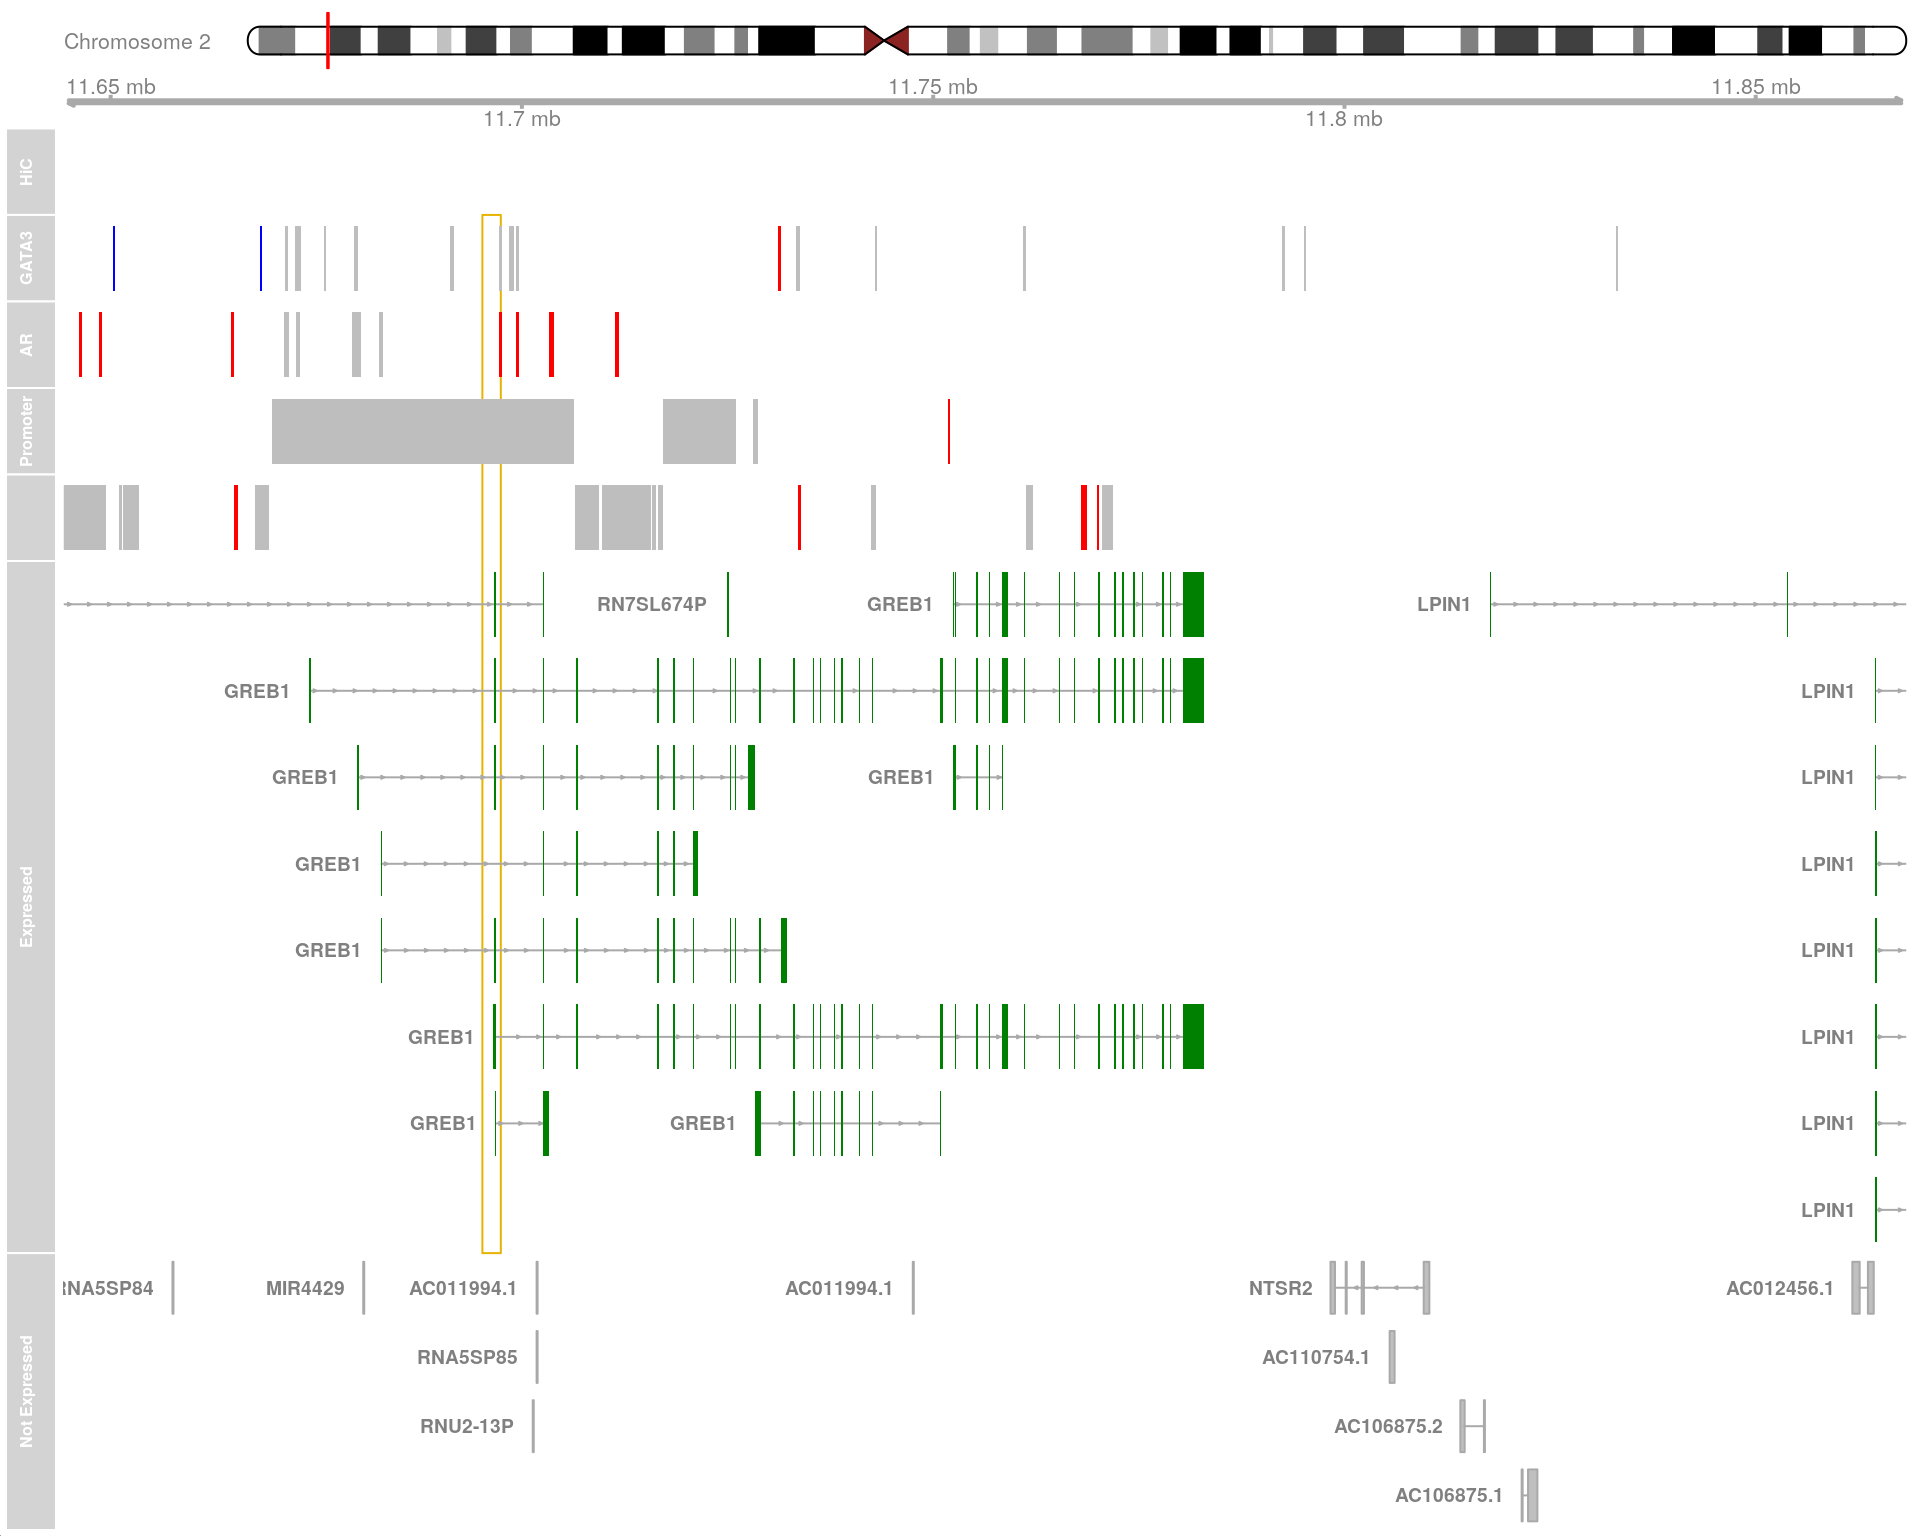 Chromosome 2
11.65 mb
11.75 mb
11.85 mb
11.7 mb
11.8 mb
HiC
GATA3
AR
Promoter
Expressed
RN7SL674P
GREB1
LPIN1
GREB1
LPIN1
GREB1
GREB1
LPIN1
GREB1
LPIN1
GREB1
LPIN1
GREB1
LPIN1
GREB1
GREB1
LPIN1
LPIN1
Not Expressed
RNA5SP84
MIR4429
AC011994.1
AC011994.1
NTSR2
AC012456.1
RNA5SP85
AC110754.1
RNU2-13P
AC106875.2
AC106875.1